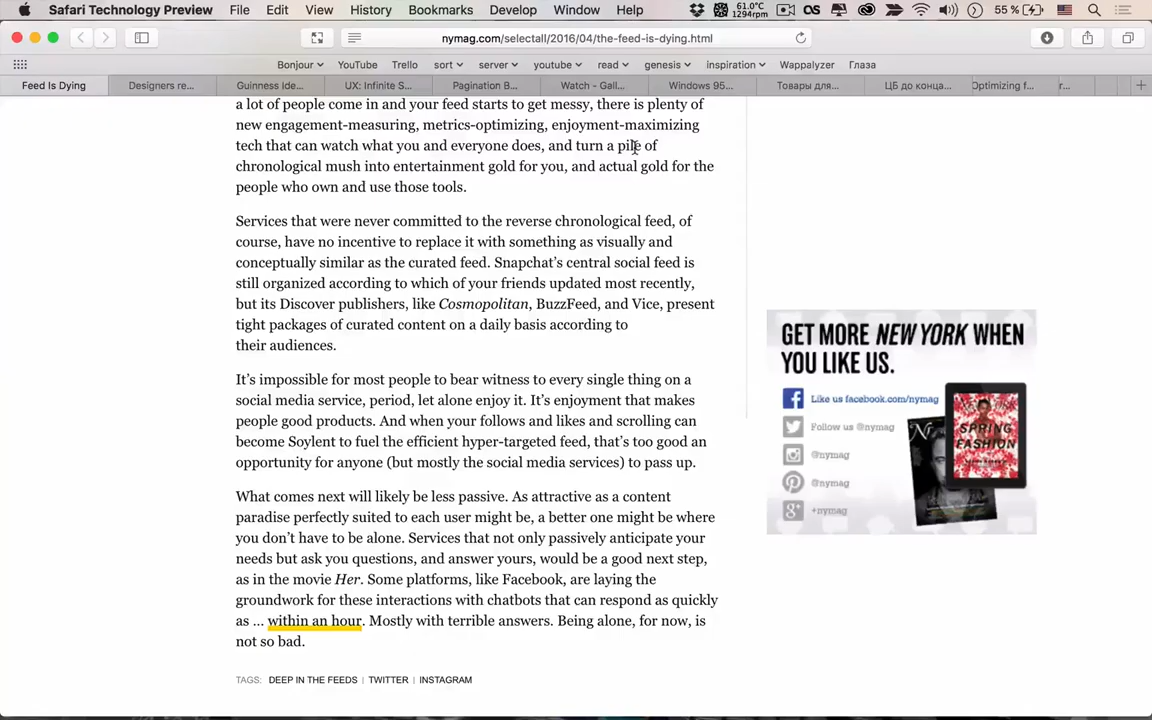 Safari Technology Preview File Edit View History Bookmarks Develop Window Help 61.0°C 1294rpm 55 %
nymag.com/selectall/2016/04/the-feed-is-dying.html
Bonjour YouTube Trello sort server youtube read genesis inspiration Wappalyzer Глаза
Feed Is Dying Designers re... Guinness Ide... UX: Infinite S... Pagination B... Watch - Gall... Windows 95... Товары для... ЦБ до конца... Optimizing f... r...
a lot of people come in and your feed starts to get messy, there is plenty of
new engagement-measuring, metrics-optimizing, enjoyment-maximizing
tech that can watch what you and everyone does, and turn a pile of
chronological mush into entertainment gold for you, and actual gold for the
people who own and use those tools.
Services that were never committed to the reverse chronological feed, of
course, have no incentive to replace it with something as visually and
conceptually similar as the curated feed. Snapchat’s central social feed is
still organized according to which of your friends updated most recently,
but its Discover publishers, like Cosmopolitan, BuzzFeed, and Vice, present
tight packages of curated content on a daily basis according to
their audiences.
It’s impossible for most people to bear witness to every single thing on a
social media service, period, let alone enjoy it. It’s enjoyment that makes
people good products. And when your follows and likes and scrolling can
become Soylent to fuel the efficient hyper-targeted feed, that’s too good an
opportunity for anyone (but mostly the social media services) to pass up.
What comes next will likely be less passive. As attractive as a content
paradise perfectly suited to each user might be, a better one might be where
you don’t have to be alone. Services that not only passively anticipate your
needs but ask you questions, and answer yours, would be a good next step,
as in the movie Her. Some platforms, like Facebook, are laying the
groundwork for these interactions with chatbots that can respond as quickly
as ... within an hour. Mostly with terrible answers. Being alone, for now, is
not so bad.
TAGS: DEEP IN THE FEEDS | TWITTER | INSTAGRAM
GET MORE NEW YORK WHEN
YOU LIKE US.
Like us facebook.com/nymag
Follow us @nymag
@nymag
@nymag
+nymag
SPRING
FASHION